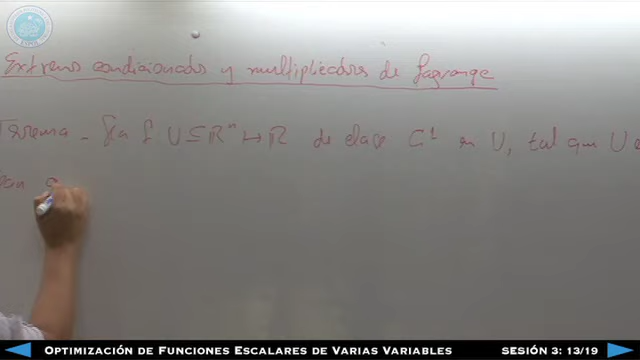 Extremos condicionados y multiplicadores de Lagrange
Teorema - Sea f U ⊆ ℝⁿ ↦ ℝ de clase C¹ en U, tal que U
OPTIMIZACIÓN DE FUNCIONES ESCALARES DE VARIAS VARIABLES
SESIÓN 3: 13/19